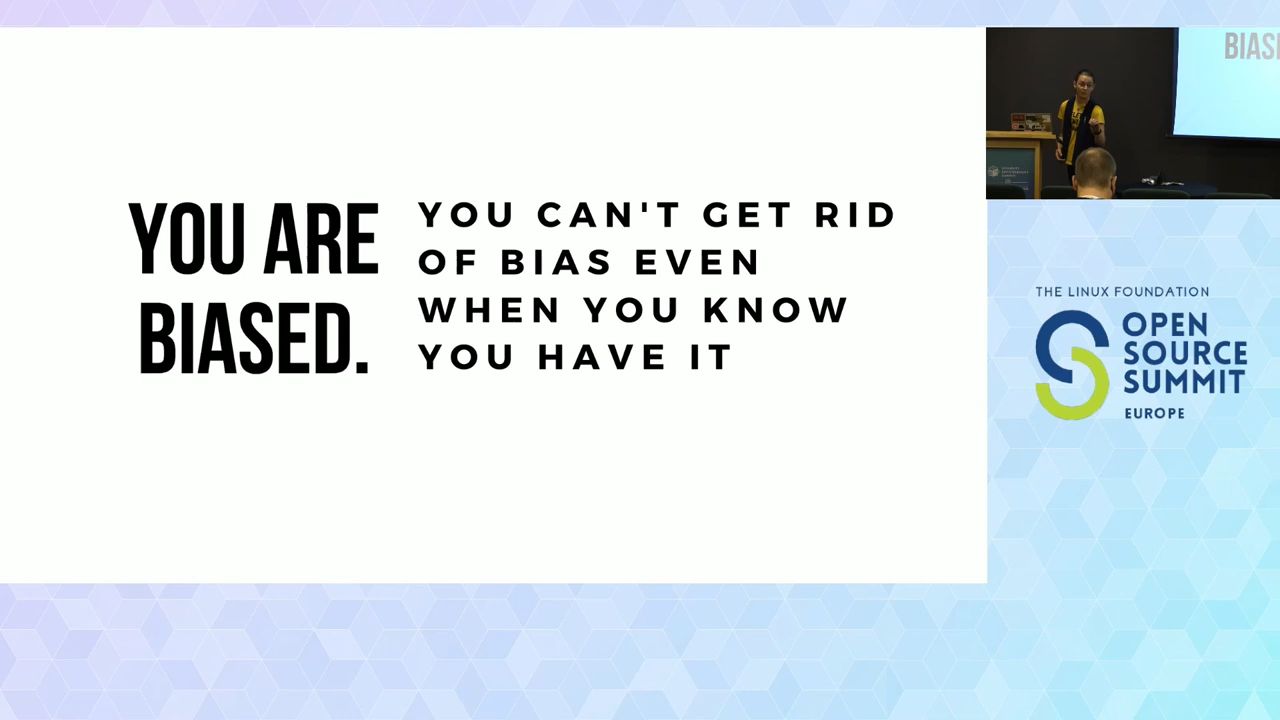 YOU ARE
BIASED.
YOU CAN'T GET RID
OF BIAS EVEN
WHEN YOU KNOW
YOU HAVE IT
THE LINUX FOUNDATION
OPEN
SOURCE
SUMMIT
EUROPE